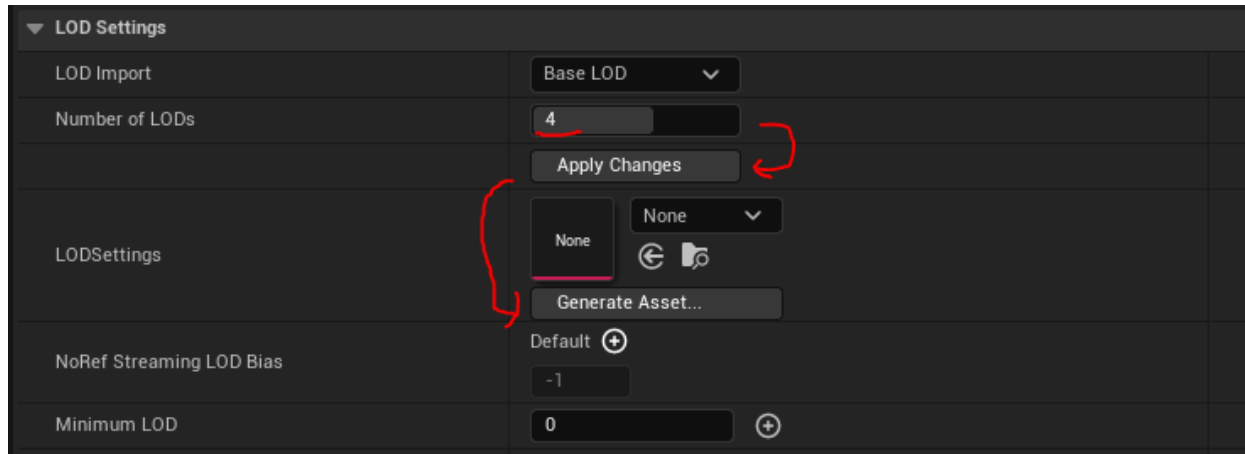 LOD Settings
LOD Import
Base LOD
Number of LODs
4
Apply Changes
LODSettings
None
None
Generate Asset...
NoRef Streaming LOD Bias
Default
-1
Minimum LOD
0